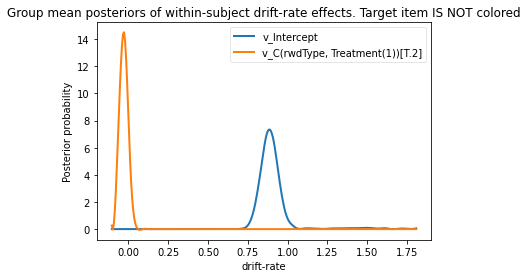 Group mean posteriors of within-subject drift-rate effects. Target item IS NOT colored
v_Intercept
v_C(rwdType, Treatment(1))[T.2]
Posterior probability
14
12
10
8
6
4
2
0
0.00 0.25 0.50 0.75 1.00 1.25 1.50 1.75
drift-rate